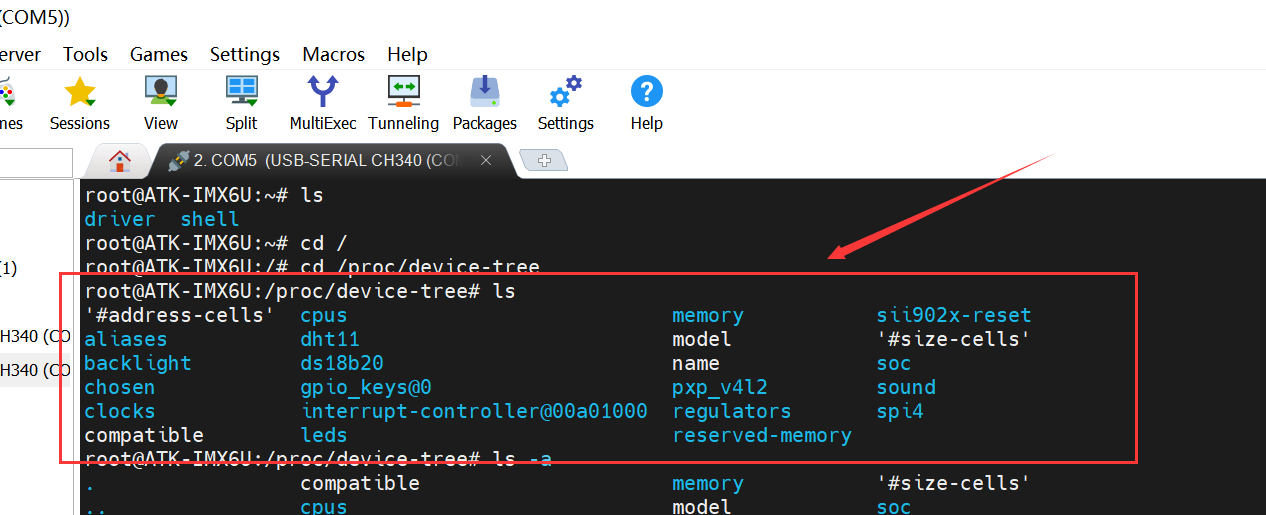 (COM5))
erver Tools Games Settings Macros Help
mes Sessions View Split MultiExec Tunneling Packages Settings Help
2. COM5 (USB-SERIAL CH340 (CO
root@ATK-IMX6U:~# ls
driver shell
root@ATK-IMX6U:~# cd /
(1)
root@ATK-IMX6U:/# cd /proc/device-tree
root@ATK-IMX6U:/proc/device-tree# ls
'#address-cells' cpus memory sii902x-reset
H340 (CO
aliases dht11 model '#size-cells'
H340 (CO
backlight ds18b20 name soc
chosen gpio_keys@0 pxp_v4l2 sound
clocks interrupt-controller@00a01000 regulators spi4
compatible leds reserved-memory
root@ATK-IMX6U:/proc/device-tree# ls -a
. compatible memory '#size-cells'
.. cpus model soc